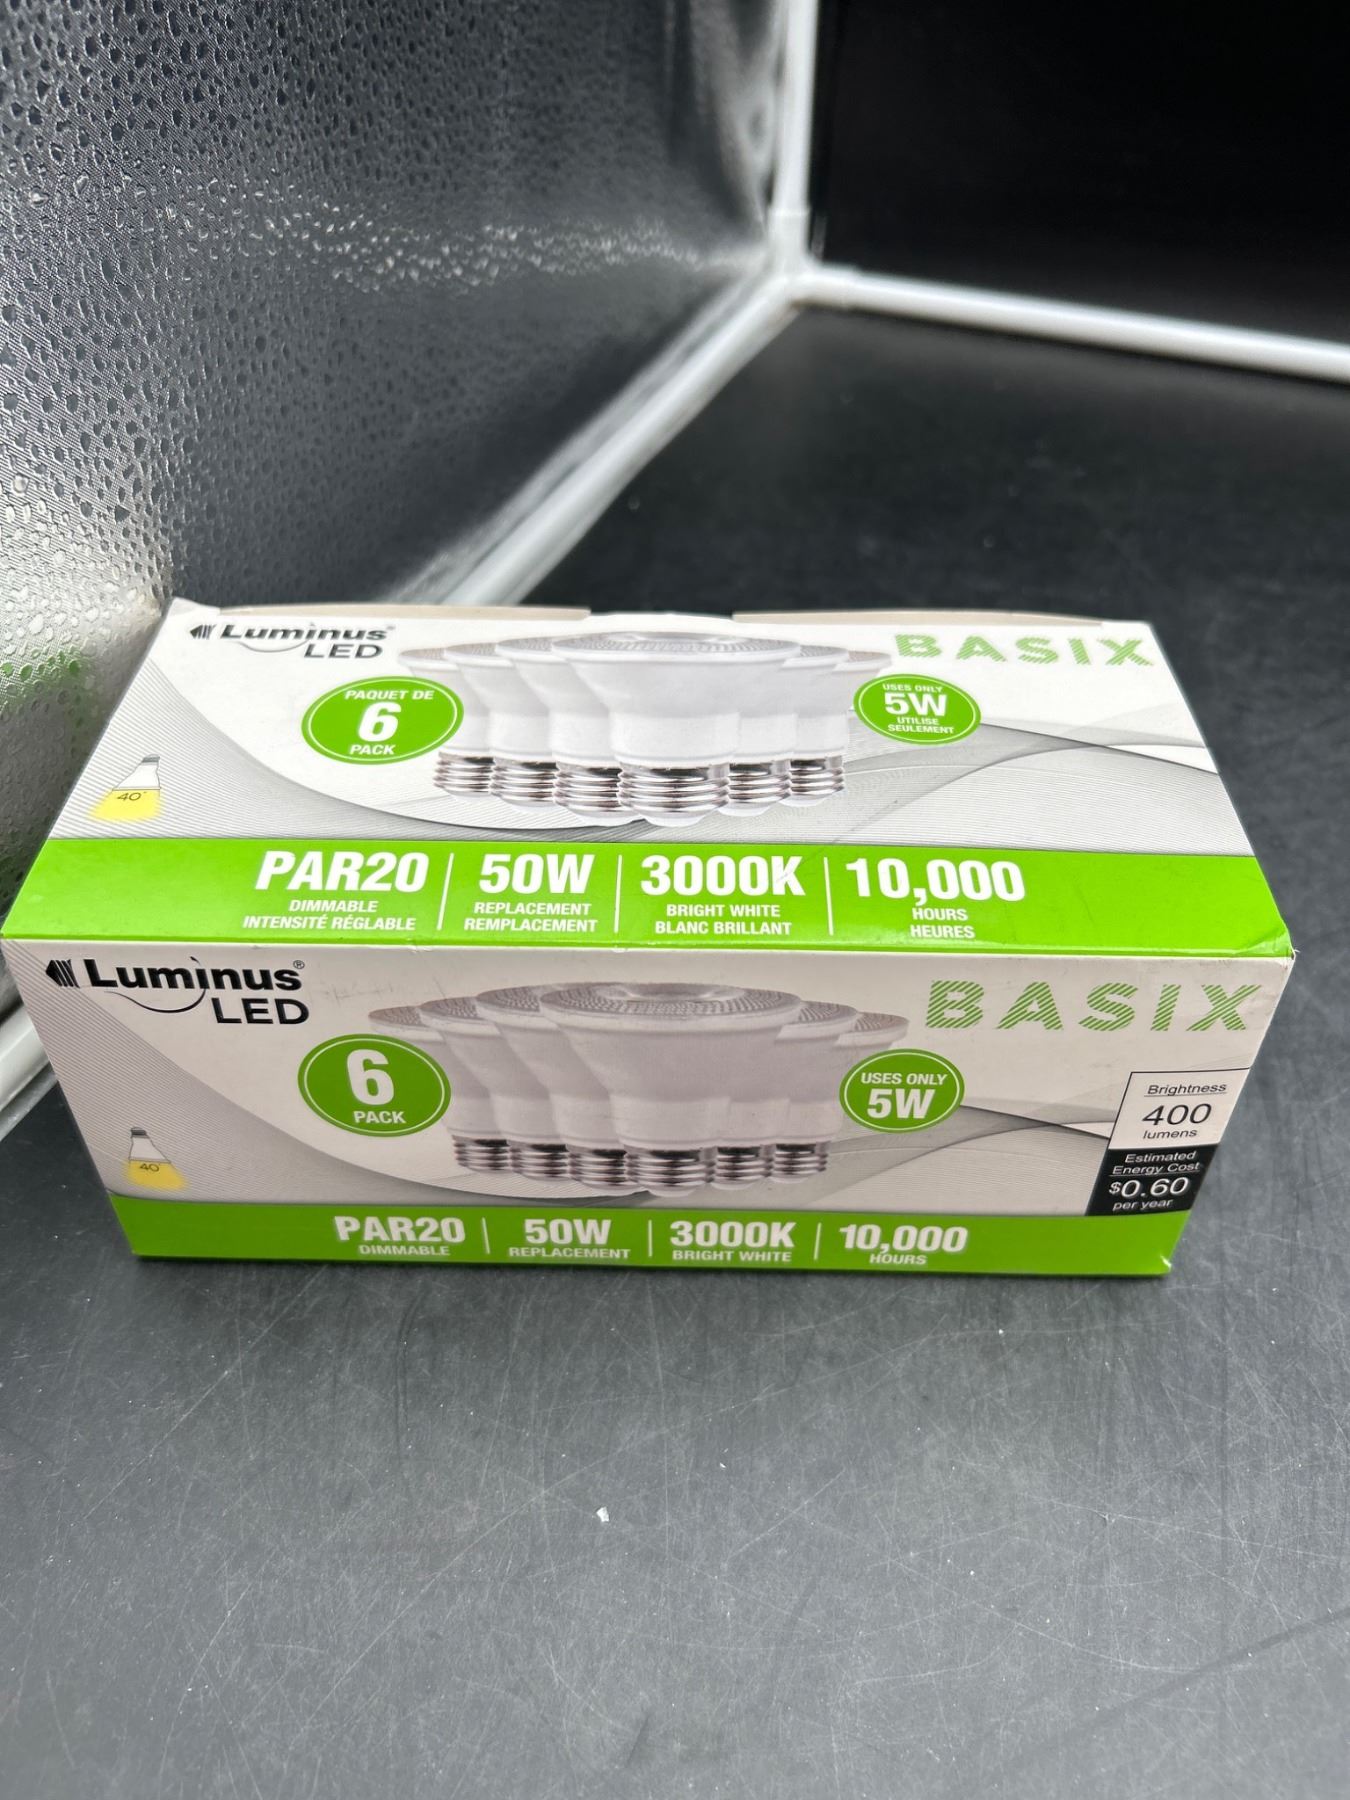 Luminus®
LED
BASIX
PAQUET DE
6
PACK
USES ONLY
5W
UTILISE
SEULEMENT
40°
PAR20
DIMMABLE
INTENSITÉ RÉGLABLE
50W
REPLACEMENT
REMPLACEMENT
3000K
BRIGHT WHITE
BLANC BRILLANT
10,000
HOURS
HEURES
Luminus®
LED
BASIX
6
PACK
USES ONLY
5W
40°
Brightness
400
lumens
Estimated
Energy Cost
$0.60
per year
PAR20
DIMMABLE
50W
REPLACEMENT
3000K
BRIGHT WHITE
10,000
HOURS